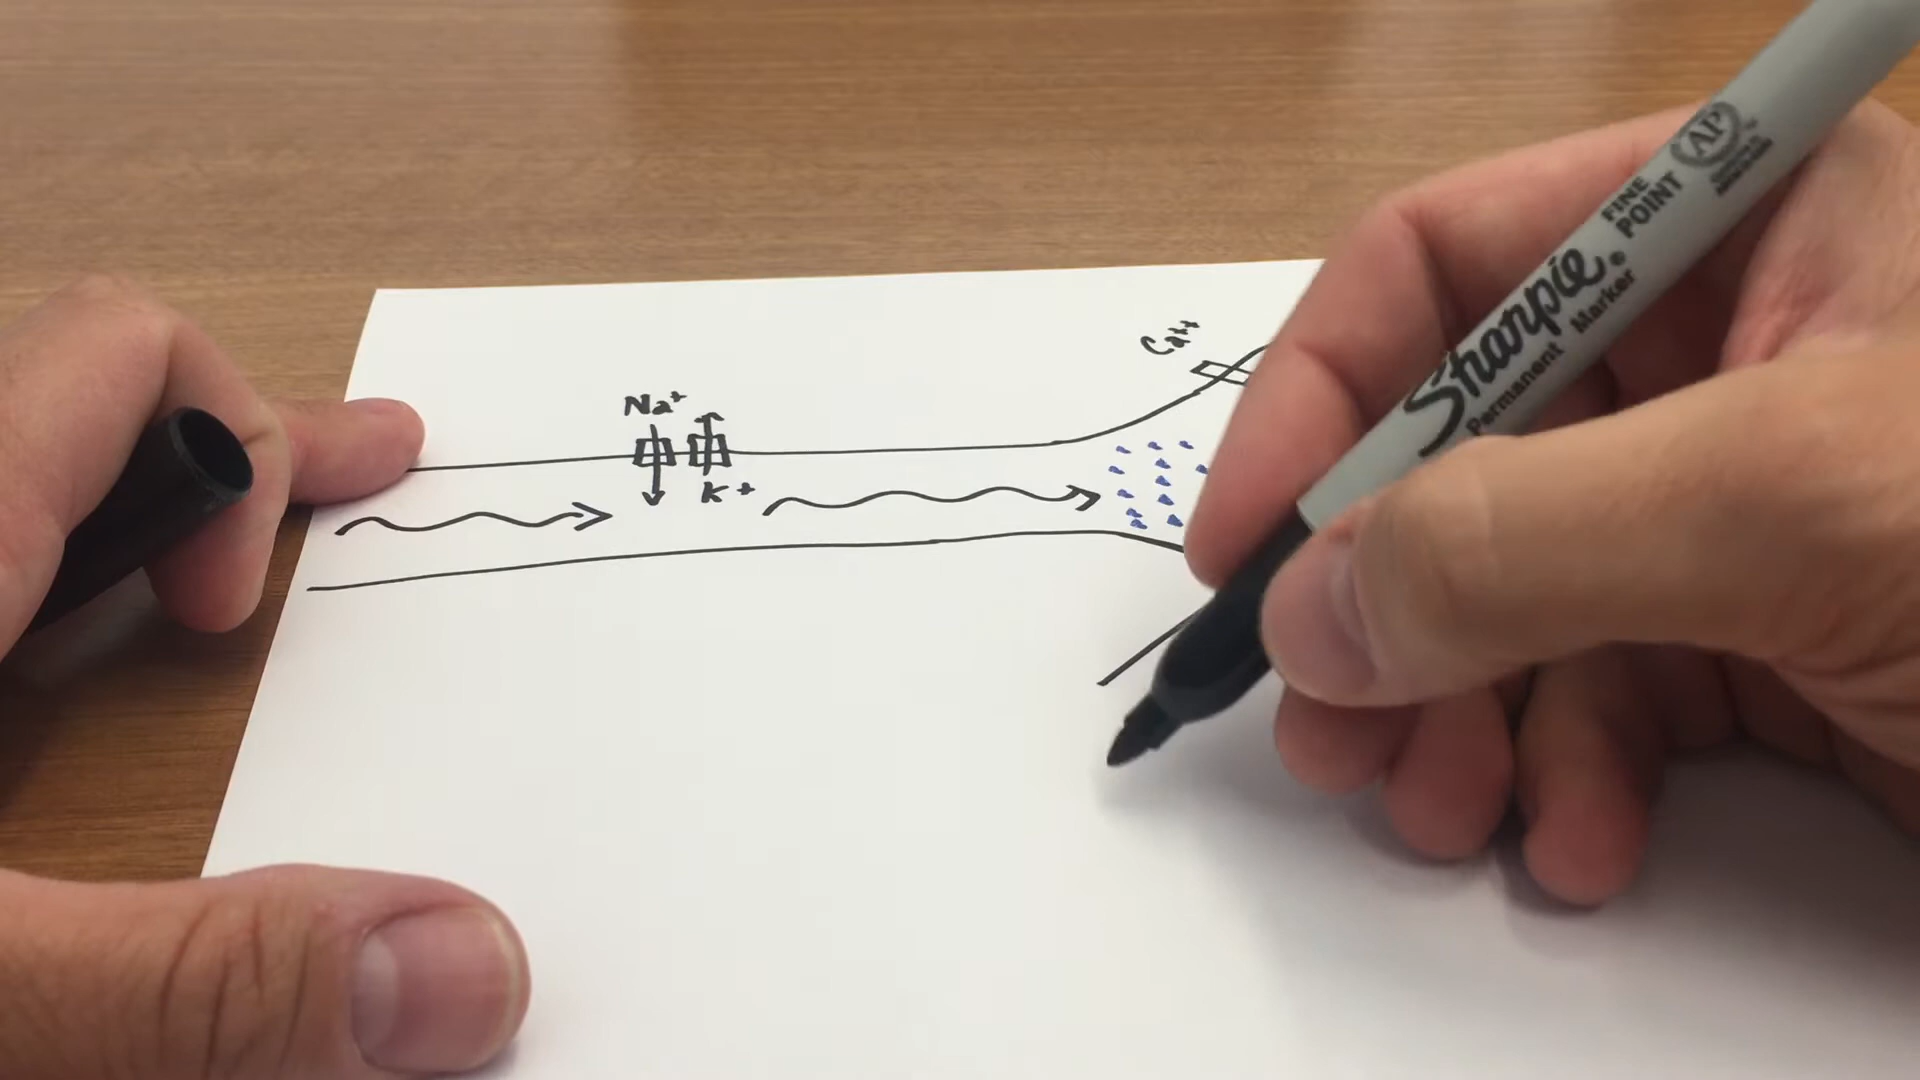 Ca++
Na+
K+
Sharpie®
Permanent Marker
FINE
POINT
AP